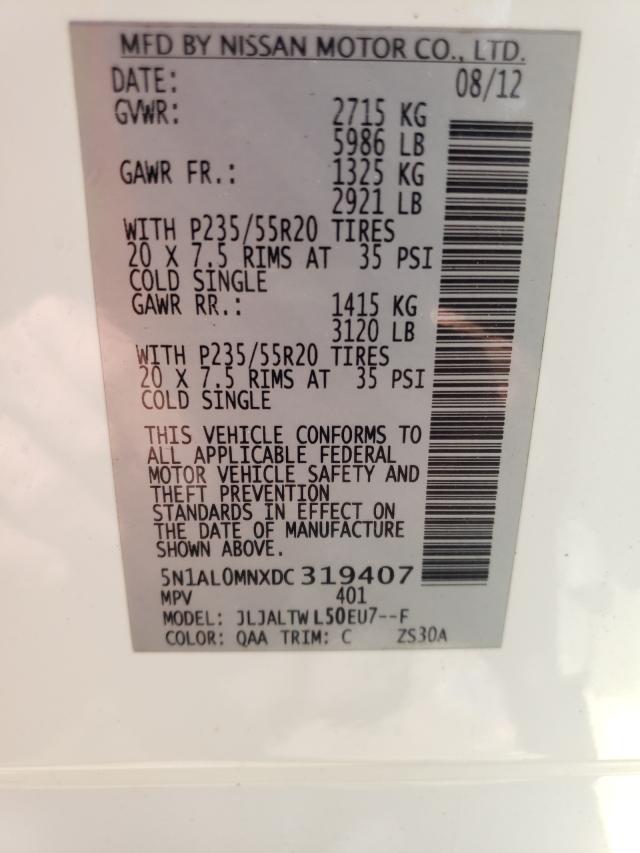 MFD BY NISSAN MOTOR CO., LTD.
DATE: 08/12
GVWR: 2715 KG
5986 LB
GAWR FR.: 1325 KG
2921 LB
WITH P235/55R20 TIRES
20 X 7.5 RIMS AT 35 PSI
COLD SINGLE
GAWR RR.: 1415 KG
3120 LB
WITH P235/55R20 TIRES
20 X 7.5 RIMS AT 35 PSI
COLD SINGLE
THIS VEHICLE CONFORMS TO
ALL APPLICABLE FEDERAL
MOTOR VEHICLE SAFETY AND
THEFT PREVENTION
STANDARDS IN EFFECT ON
THE DATE OF MANUFACTURE
SHOWN ABOVE.
5N1AL0MNXDC319407
MPV 401
MODEL: JLJALTWL50EU7--F
COLOR: QAA TRIM: C ZS30A